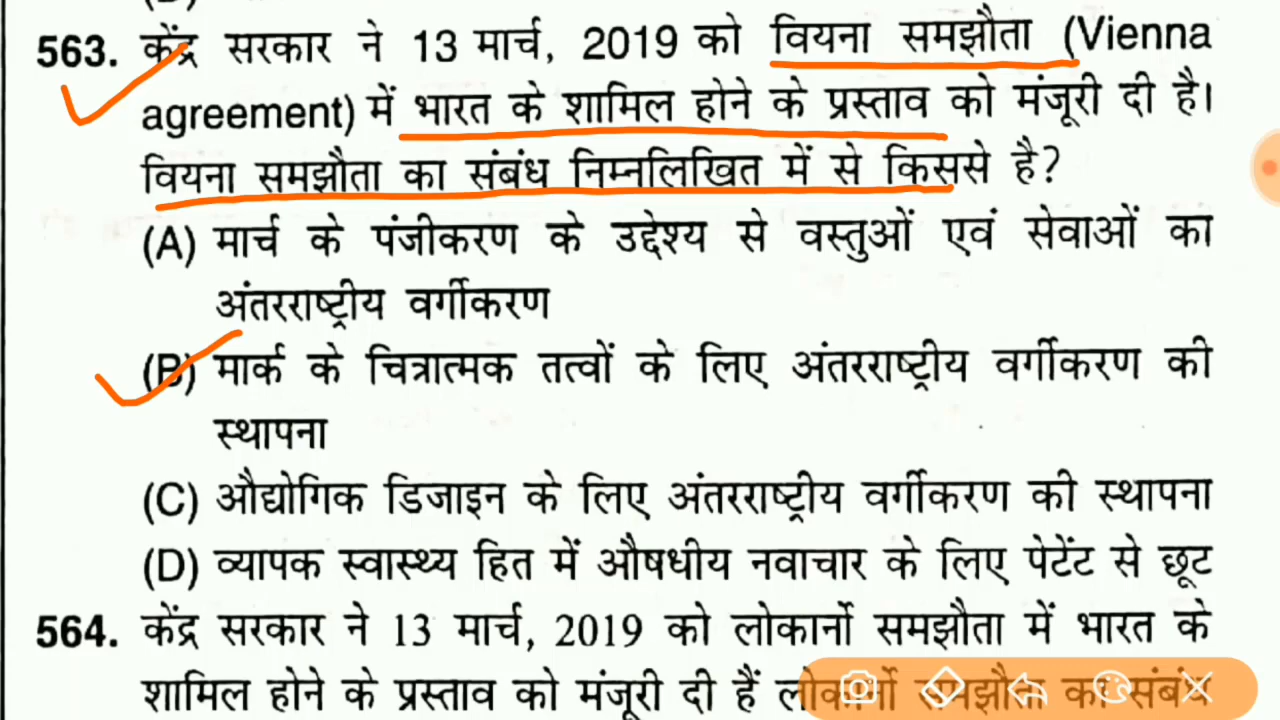 563. केंद्र सरकार ने 13 मार्च, 2019 को वियना समझौता (Vienna
agreement) में भारत के शामिल होने के प्रस्ताव को मंजूरी दी है।
वियना समझौता का संबंध निम्नलिखित में से किससे है?
(A) मार्च के पंजीकरण के उद्देश्य से वस्तुओं एवं सेवाओं का
अंतरराष्ट्रीय वर्गीकरण
(B) मार्क के चित्रात्मक तत्वों के लिए अंतरराष्ट्रीय वर्गीकरण की
स्थापना
(C) औद्योगिक डिजाइन के लिए अंतरराष्ट्रीय वर्गीकरण की स्थापना
(D) व्यापक स्वास्थ्य हित में औषधीय नवाचार के लिए पेटेंट से छूट
564. केंद्र सरकार ने 13 मार्च, 2019 को लोकार्नो समझौता में भारत के
शामिल होने के प्रस्ताव को मंजूरी दी हैं लोकार्नो समझौता का संबंध